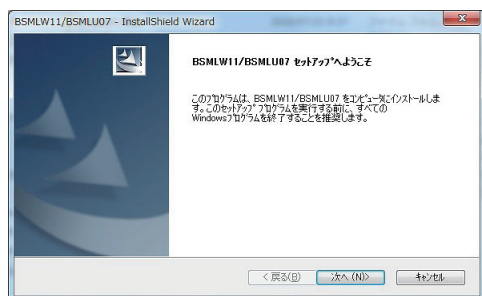 BSMLW11/BSMLU07 - InstallShield Wizard
BSMLW11/BSMLU07 ｾｯﾄｱｯﾌﾟへようこそ
このﾌﾟﾛｸﾞﾗﾑは、BSMLW11/BSMLU07 をｺﾝﾋﾟｭｰﾀにｲﾝｽﾄｰﾙしま
す。このｾｯﾄｱｯﾌﾟ ﾌﾟﾛｸﾞﾗﾑを実行する前に、すべての
Windowsﾌﾟﾛｸﾞﾗﾑを終了することを推奨します。
< 戻る(B)
次へ (N)>
ｷｬﾝｾﾙ